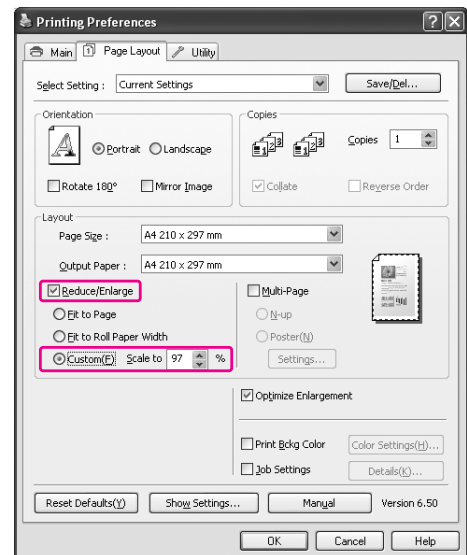 Printing Preferences
Main Page Layout Utility
Select Setting : Current Settings Save/Del...
Orientation
Portrait Landscape
Rotate 180° Mirror Image
Copies
Copies 1
Collate Reverse Order
Layout
Page Size : A4 210 x 297 mm
Output Paper : A4 210 x 297 mm
Reduce/Enlarge
Fit to Page
Fit to Roll Paper Width
Custom(F) Scale to 97 %
Multi-Page
N-up
Poster(N)
Settings...
Optimize Enlargement
Print Bckg Color Color Settings(H)...
Job Settings Details(K)...
Reset Defaults(Y) Show Settings... Manual Version 6.50
OK Cancel Help